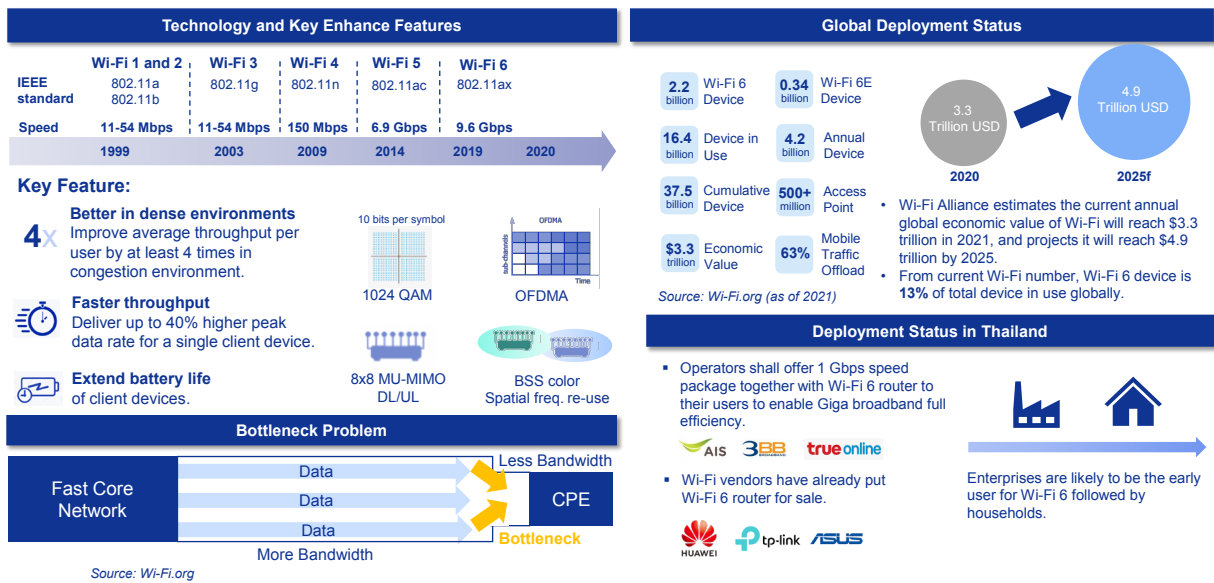 Technology and Key Enhance Features
Wi-Fi 1 and 2
Wi-Fi 3
Wi-Fi 4
Wi-Fi 5
Wi-Fi 6
IEEE
standard
802.11a
802.11b
802.11g
802.11n
802.11ac
802.11ax
Speed
11-54 Mbps
11-54 Mbps
150 Mbps
6.9 Gbps
9.6 Gbps
1999
2003
2009
2014
2019
2020
Key Feature:
4x
Better in dense environments
Improve average throughput per
user by at least 4 times in
congestion environment.
Faster throughput
Deliver up to 40% higher peak
data rate for a single client device.
Extend battery life
of client devices.
10 bits per symbol
1024 QAM
OFDMA
sub-channels
Time
OFDMA
8x8 MU-MIMO
DL/UL
BSS color
Spatial freq. re-use
Bottleneck Problem
Fast Core
Network
Data
Data
Data
Less Bandwidth
CPE
Bottleneck
More Bandwidth
Source: Wi-Fi.org
Global Deployment Status
2.2
billion
Wi-Fi 6
Device
0.34
billion
Wi-Fi 6E
Device
16.4
billion
Device in
Use
4.2
billion
Annual
Device
37.5
billion
Cumulative
Device
500+
million
Access
Point
$3.3
trillion
Economic
Value
63%
Mobile
Traffic
Offload
Source: Wi-Fi.org (as of 2021)
3.3
Trillion USD
2020
4.9
Trillion USD
2025f
• Wi-Fi Alliance estimates the current annual
global economic value of Wi-Fi will reach $3.3
trillion in 2021, and projects it will reach $4.9
trillion by 2025.
• From current Wi-Fi number, Wi-Fi 6 device is
13% of total device in use globally.
Deployment Status in Thailand
▪ Operators shall offer 1 Gbps speed
package together with Wi-Fi 6 router to
their users to enable Giga broadband full
efficiency.
AIS
3BB
BROADBAND
true online
▪ Wi-Fi vendors have already put
Wi-Fi 6 router for sale.
HUAWEI
tp-link
ASUS
Enterprises are likely to be the early
user for Wi-Fi 6 followed by
households.